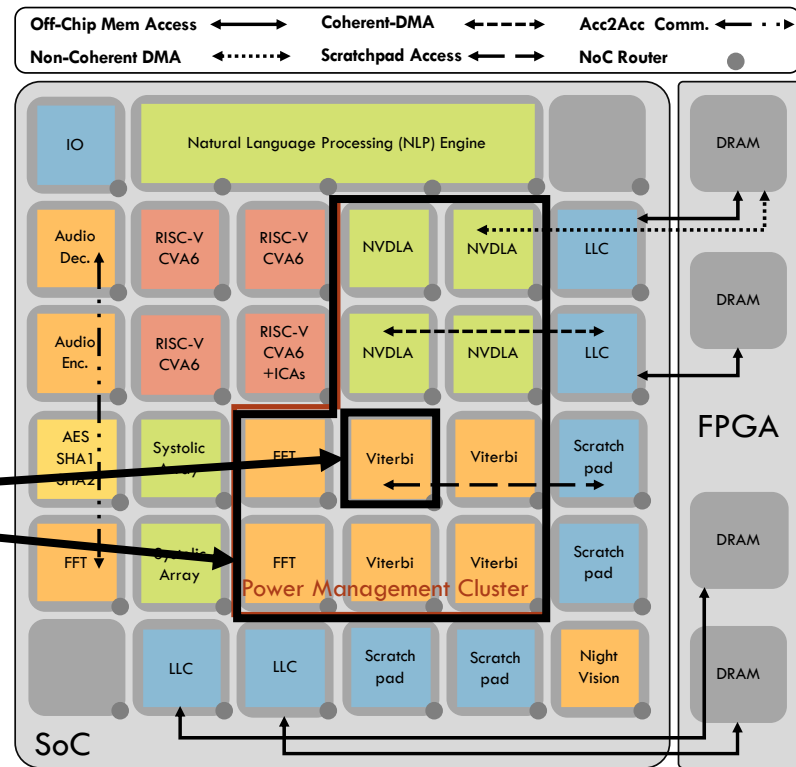 Off-Chip Mem Access
Coherent-DMA
Acc2Acc Comm.
Non-Coherent DMA
Scratchpad Access
NoC Router
IO
Natural Language Processing (NLP) Engine
DRAM
Audio
Dec.
RISC-V
CVA6
RISC-V
CVA6
NVDLA
NVDLA
LLC
DRAM
Audio
Enc.
RISC-V
CVA6
RISC-V
CVA6
+ICAs
NVDLA
NVDLA
LLC
FPGA
AES
SHA1
SHA2
Systolic
Array
FFT
Viterbi
Viterbi
Scratch
pad
DRAM
FFT
Systolic
Array
FFT
Viterbi
Viterbi
Scratch
pad
Power Management Cluster
LLC
LLC
Scratch
pad
Scratch
pad
Night
Vision
DRAM
SoC